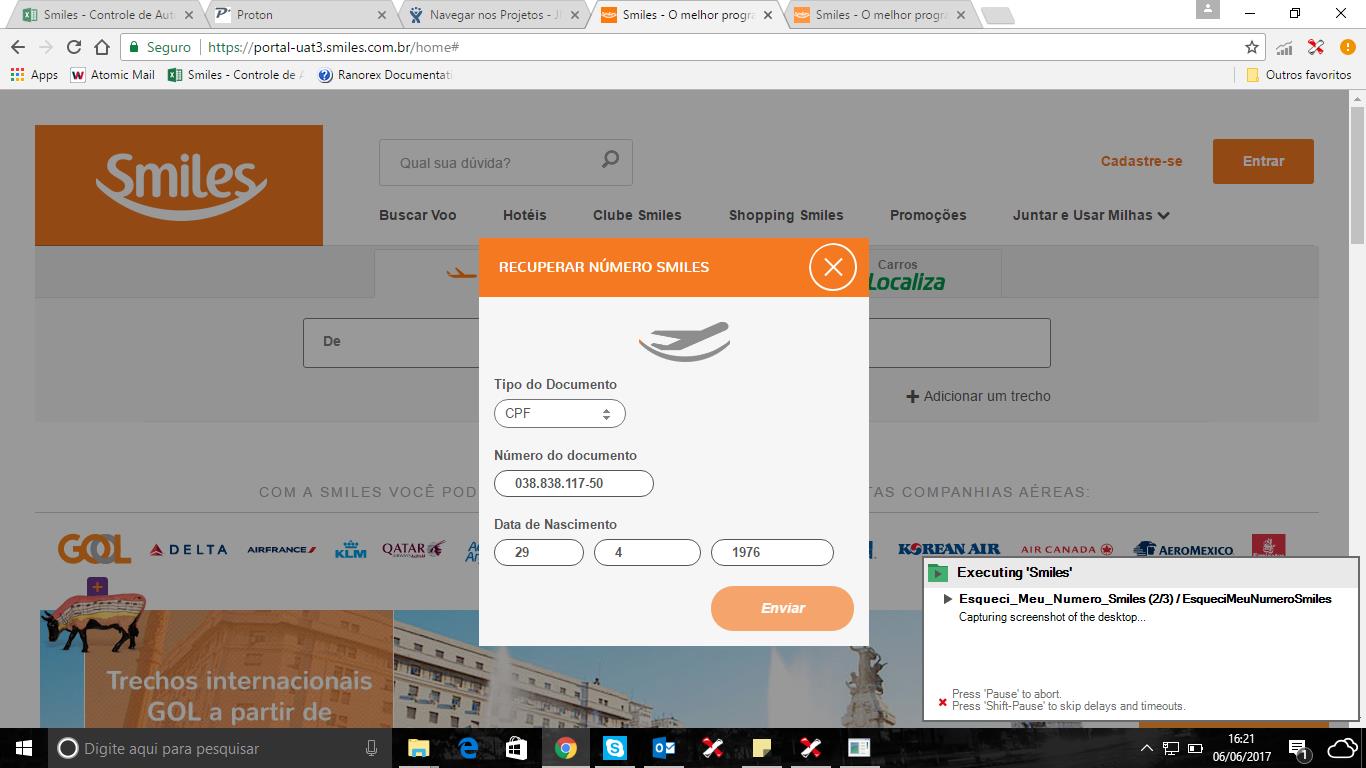 Smiles - Controle de Aut
Proton
Navegar nos Projetos - JI
Smiles - O melhor progra
Smiles - O melhor progra
Seguro
https://portal-uat3.smiles.com.br/home#
Apps
Atomic Mail
Smiles - Controle de A
Ranorex Documentati
Outros favoritos
Smiles
Qual sua dúvida?
Cadastre-se
Entrar
Buscar Voo
Hotéis
Clube Smiles
Shopping Smiles
Promoções
Juntar e Usar Milhas
RECUPERAR NÚMERO SMILES
Carros
Localiza
De
Adicionar um trecho
Tipo do Documento
CPF
Número do documento
038.838.117-50
COM A SMILES VOCÊ POD
TAS COMPANHIAS AÉREAS:
Data de Nascimento
29
4
1976
GOL
DELTA
AIRFRANCE
KLM
QATAR
KOREAN AIR
AIR CANADA
AEROMEXICO
Enviar
Trechos internacionais
GOL a partir de
Executing 'Smiles'
Esqueci_Meu_Numero_Smiles (2/3) / EsqueciMeuNumeroSmiles
Capturing screenshot of the desktop...
Press 'Pause' to abort.
Press 'Shift-Pause' to skip delays and timeouts.
Digite aqui para pesquisar
16:21
06/06/2017
1